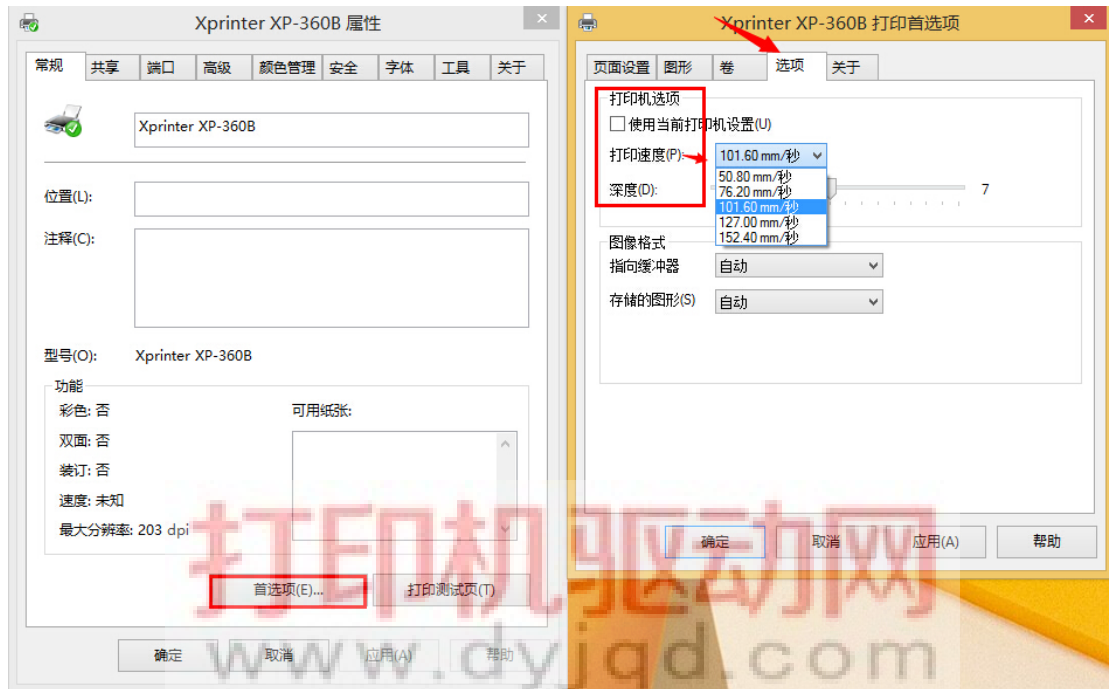 Xprinter XP-360B 属性
常规 共享 端口 高级 颜色管理 安全 字体 工具 关于
Xprinter XP-360B
位置(L):
注释(C):
型号(O): Xprinter XP-360B
功能
彩色: 否
可用纸张:
双面: 否
装订: 否
速度: 未知
最大分辨率: 203 dpi
首选项(E)... 打印测试页(T)
确定 取消 应用(A) 帮助
Xprinter XP-360B 打印首选项
页面设置 图形 卷 选项 关于
打印机选项
使用当前打印机设置(U)
打印速度(P): 101.60 mm/秒
50.80 mm/秒
76.20 mm/秒
101.60 mm/秒
127.00 mm/秒
152.40 mm/秒
深度(D): 7
图像格式
指向缓冲器 自动
存储的图形(S) 自动
确定 取消 应用(A) 帮助
打印机驱动网
www.dyjqd.com